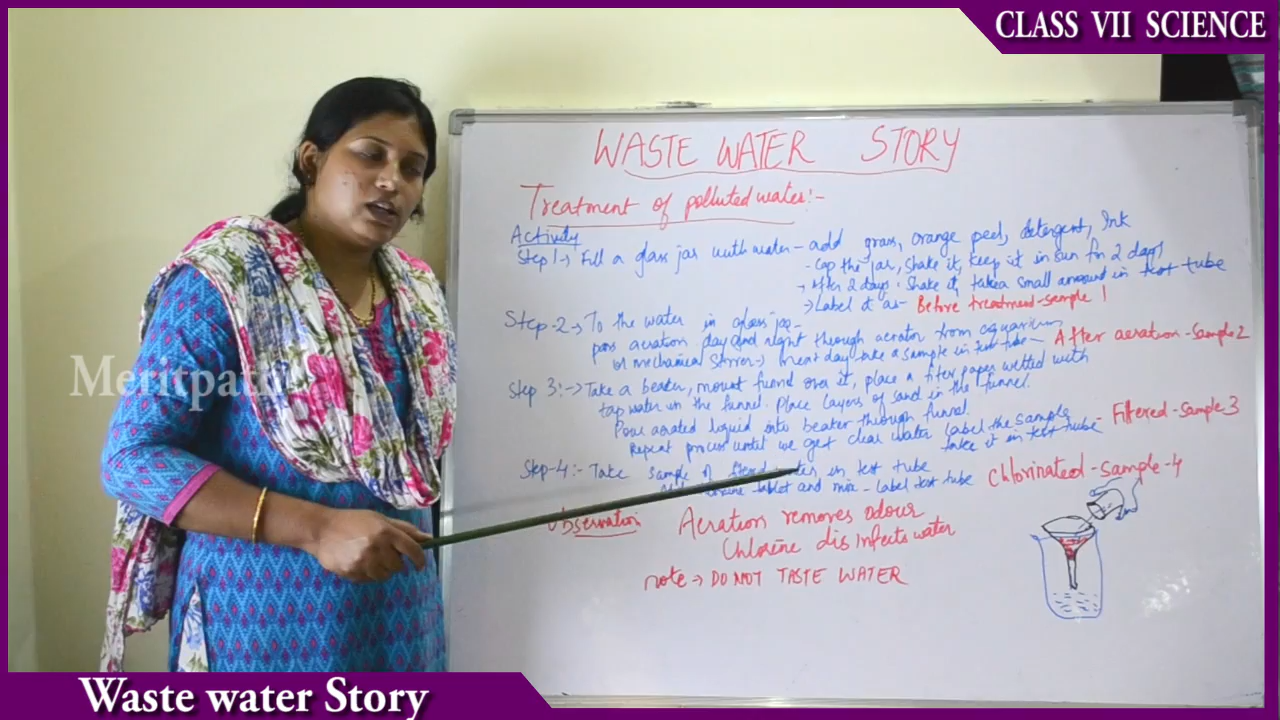 CLASS VII SCIENCE
WASTE WATER STORY
Treatment of polluted water:-
Activity
Step 1 → Fill a glass jar with water - add grass, orange peel, detergent, Ink
- Cap the jar, Shake it, keep it in sun for 2 days
→ After 2 days. Shake it, take a small amount in test tube
→ Label it as - Before treatment - sample 1
Step-2 → To the water in glass jar -
pass aeration day and night through aerator from aquarium
or mechanical stirrer → next day take a sample in test tube - After aeration - Sample 2
Step 3:- → Take a beaker, mount funnel over it, place a filter paper wetted with
tap water in the funnel. Place layers of sand in the funnel.
Pour aerated liquid into beaker through funnel.
Repeat process until we get clear water Label the sample
take it in test tube - Filtered - Sample 3
Step-4:- Take sample of in test tube
tablet and mix - Label test tube Chlorinated - sample - 4
Observation Aeration removes odour
Chlorine disinfects water
note → DO NOT TASTE WATER
Meritpat
Waste water Story